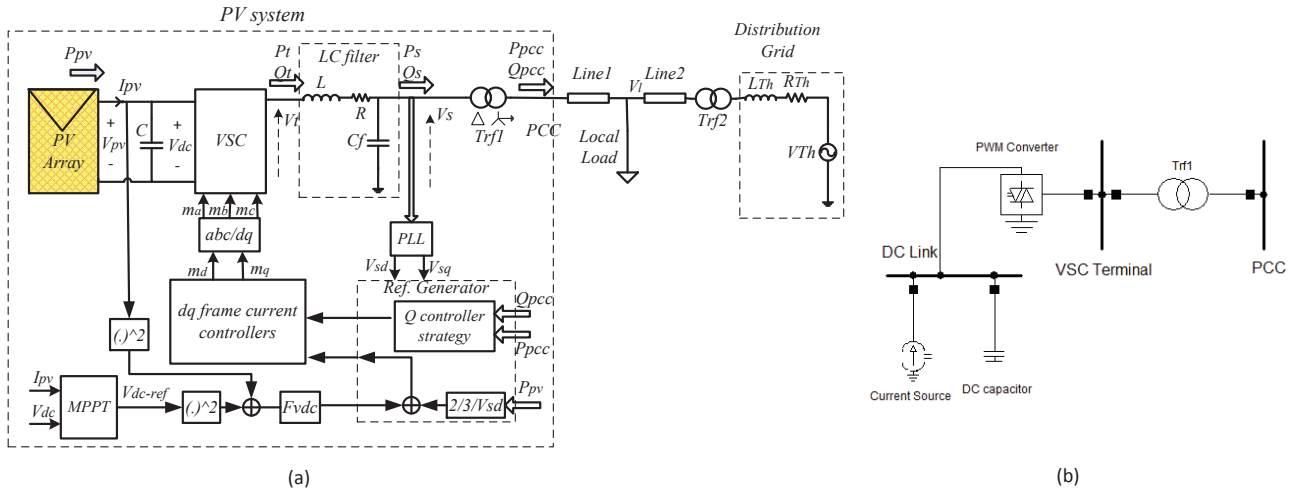 PV system
Ppv
Ipv
PV
Array
+
Vpv
-
C
+
Vdc
-
VSC
Pt
Qt
Vt
LC filter
L
R
Cf
Ps
Qs
Vs
Trf1
Ppcc
Qpcc
PCC
Line1
Vl
Line2
Local
Load
Trf2
Distribution
Grid
LTh
RTh
VTh
ma mb mc
abc/dq
md
mq
PLL
Vsd
Vsq
Ref. Generator
dq frame current
controllers
Q controller
strategy
Qpcc
Ppcc
(.)^2
Ipv
Vdc
MPPT
Vdc-ref
(.)^2
Fvdc
2/3/Vsd
Ppv
(a)
PWM Converter
Trf1
DC Link
VSC Terminal
PCC
=
Current Source
DC capacitor
(b)